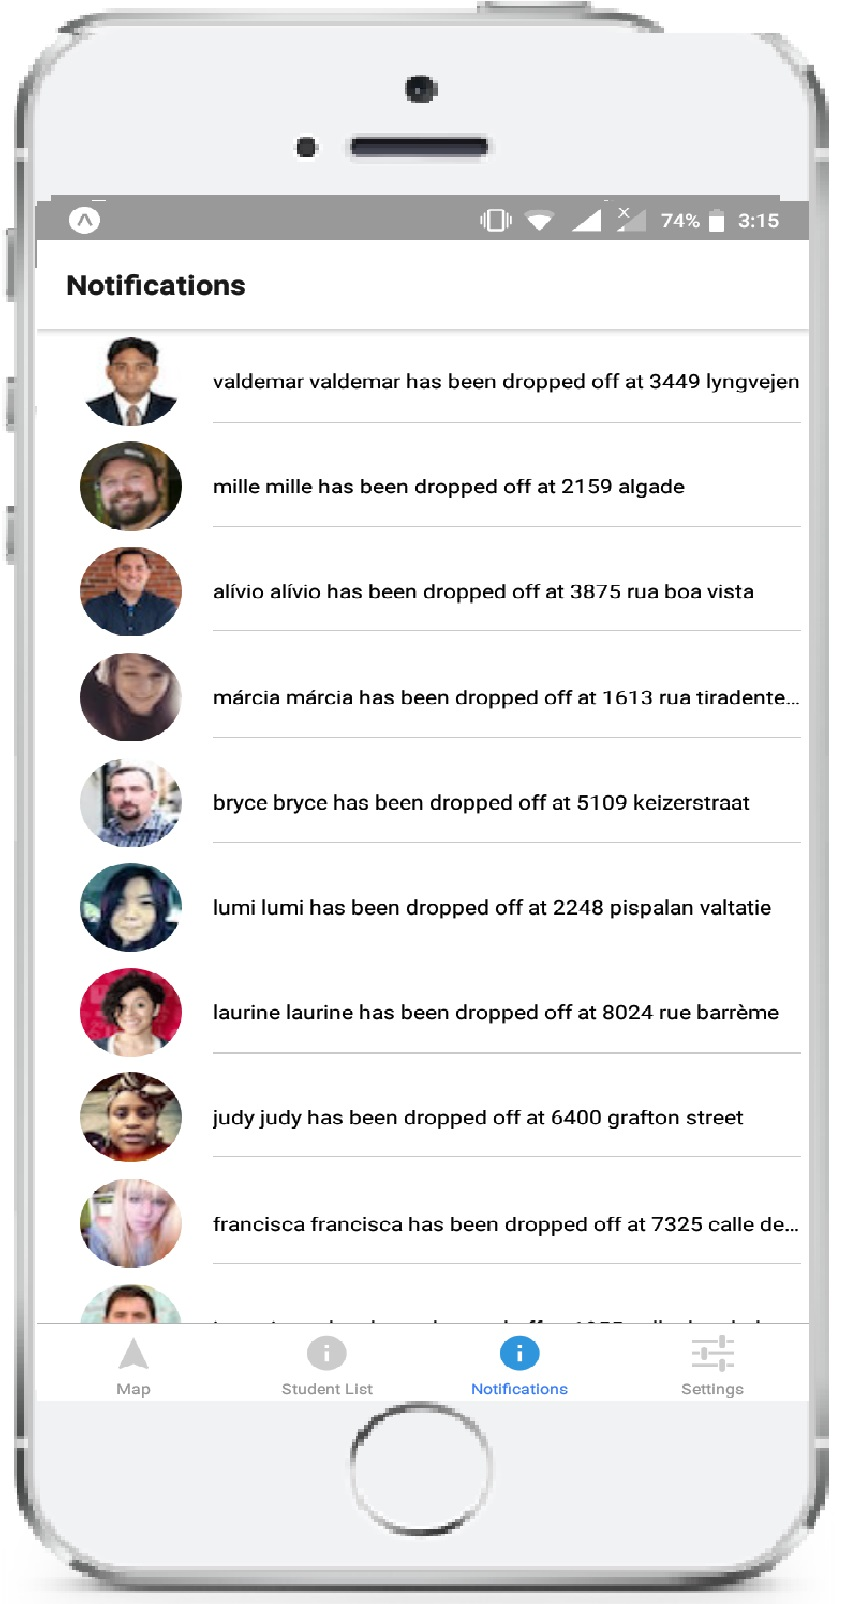 74% 3:15
Notifications
valdemar valdemar has been dropped off at 3449 lyngvejen
mille mille has been dropped off at 2159 algade
alívio alívio has been dropped off at 3875 rua boa vista
márcia márcia has been dropped off at 1613 rua tiradente...
bryce bryce has been dropped off at 5109 keizerstraat
lumi lumi has been dropped off at 2248 pispalan valtatie
laurine laurine has been dropped off at 8024 rue barrème
judy judy has been dropped off at 6400 grafton street
francisca francisca has been dropped off at 7325 calle de...
Map Student List Notifications Settings